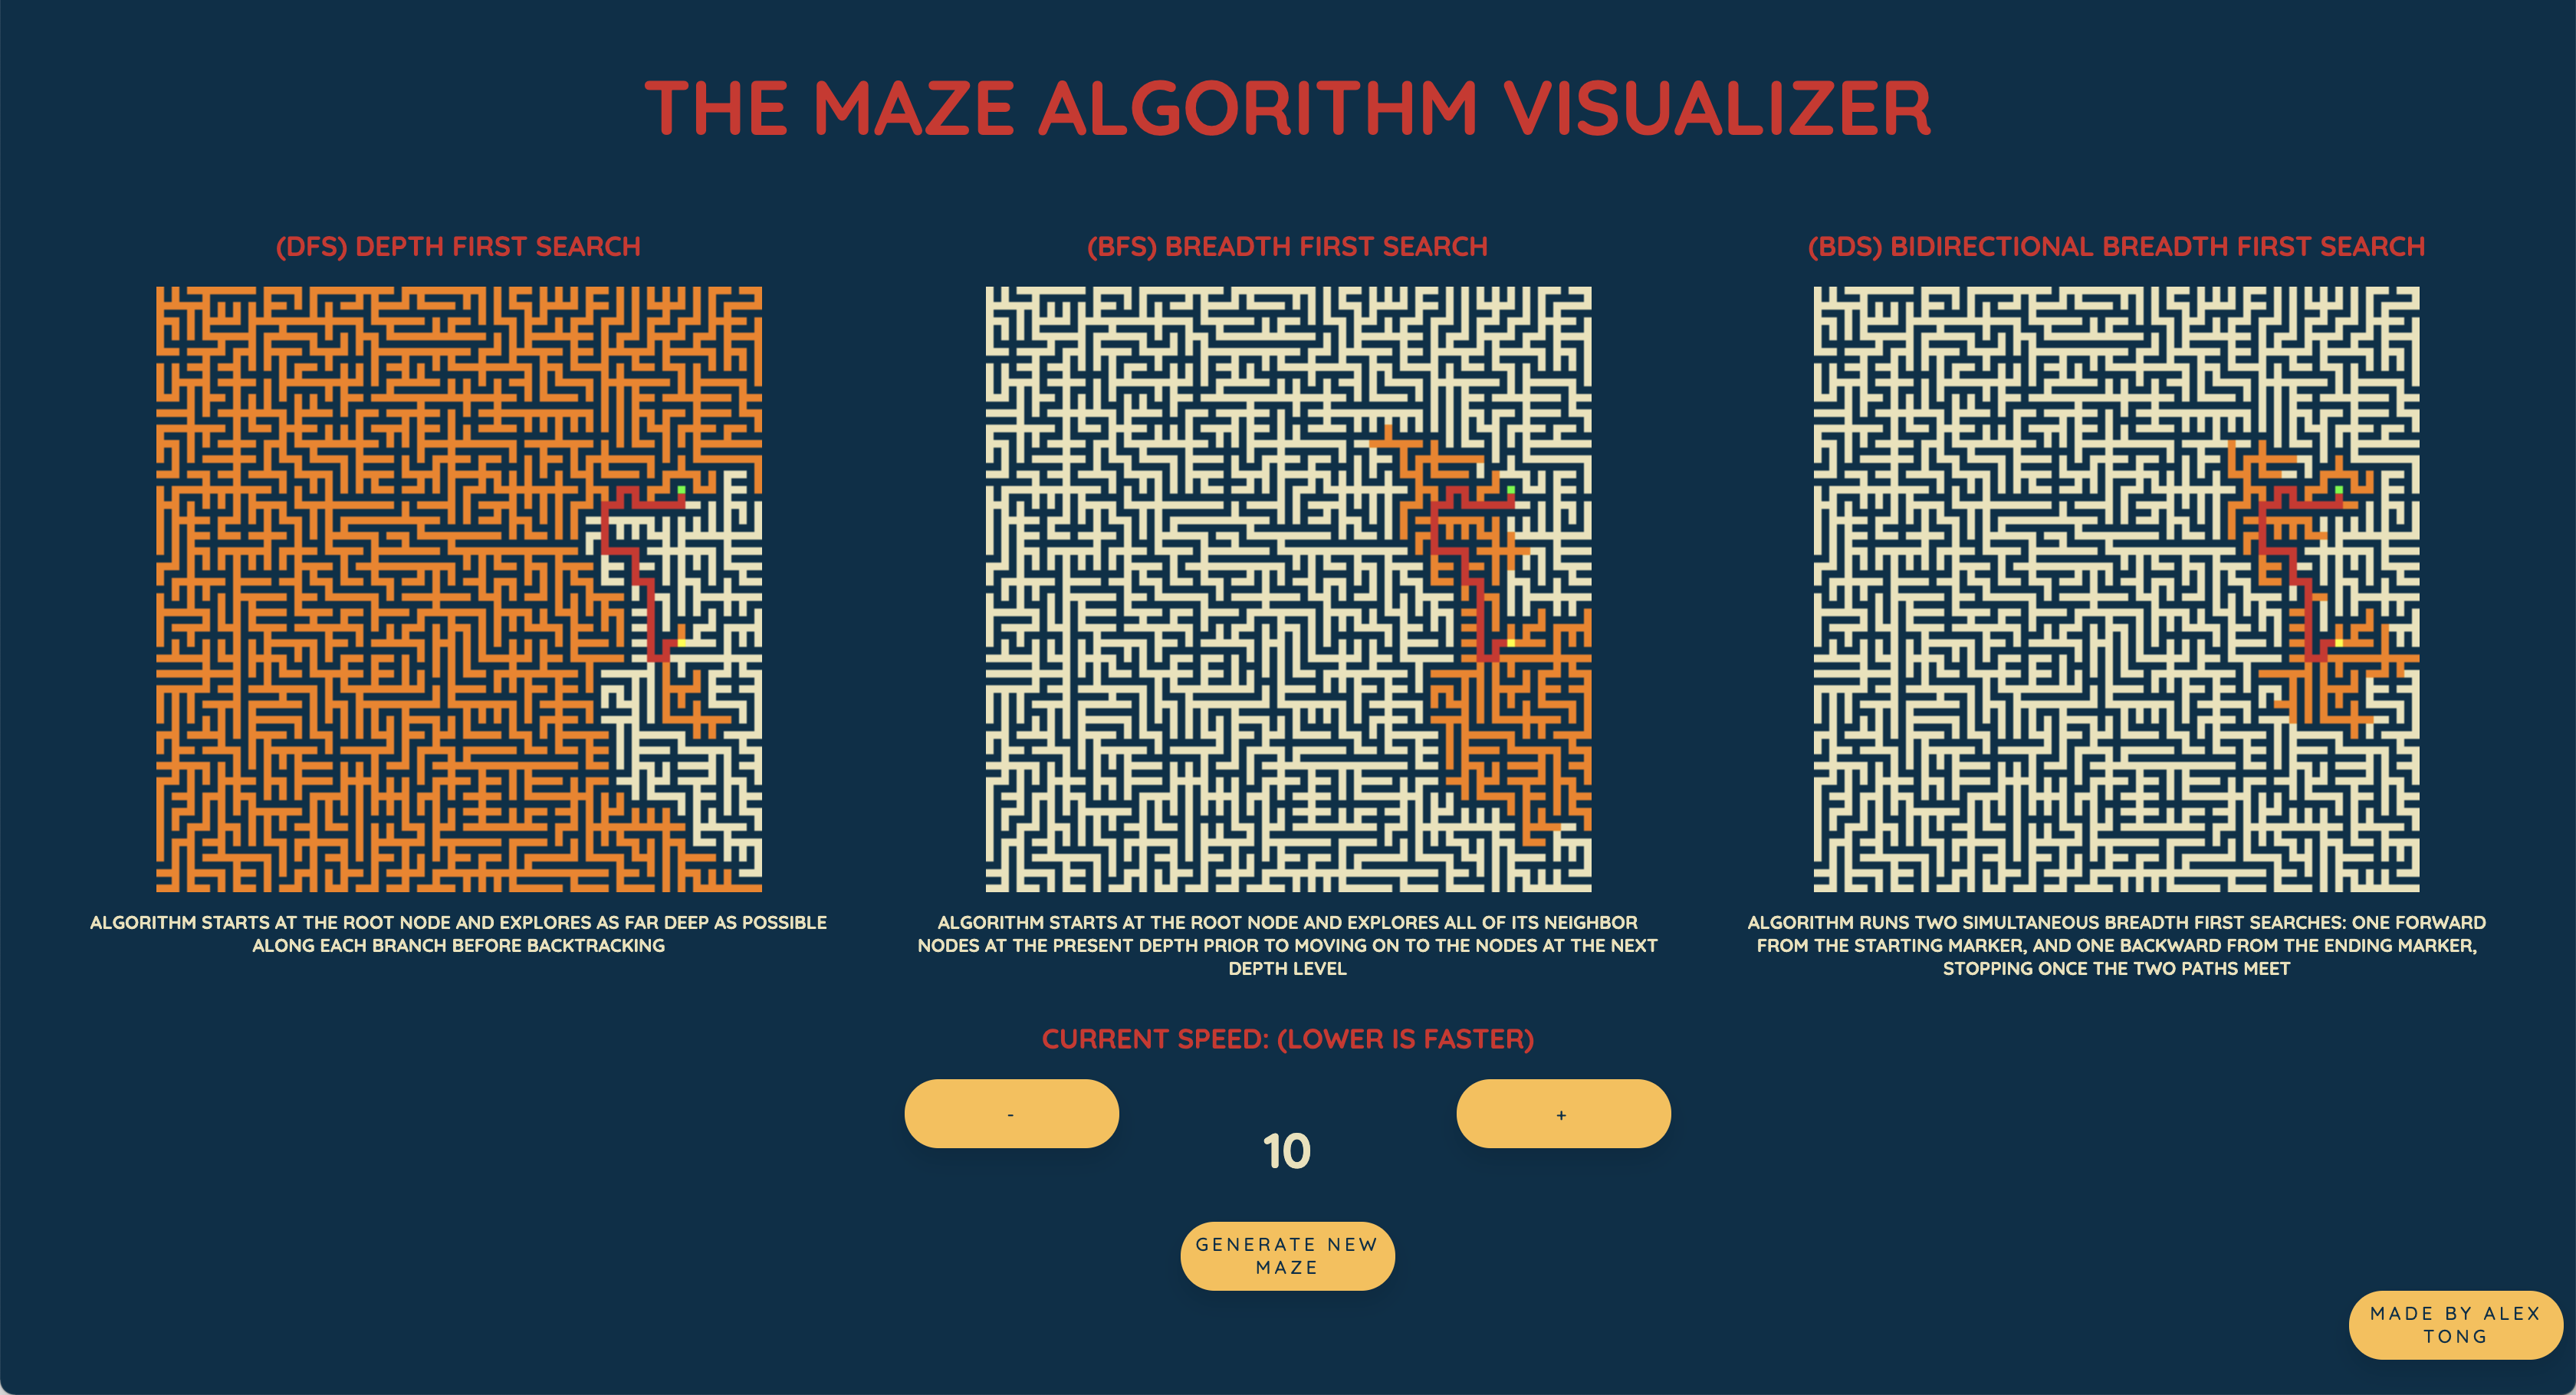 THE MAZE ALGORITHM VISUALIZER
(DFS) DEPTH FIRST SEARCH
ALGORITHM STARTS AT THE ROOT NODE AND EXPLORES AS FAR DEEP AS POSSIBLE
ALONG EACH BRANCH BEFORE BACKTRACKING
(BFS) BREADTH FIRST SEARCH
ALGORITHM STARTS AT THE ROOT NODE AND EXPLORES ALL OF ITS NEIGHBOR
NODES AT THE PRESENT DEPTH PRIOR TO MOVING ON TO THE NODES AT THE NEXT
DEPTH LEVEL
(BDS) BIDIRECTIONAL BREADTH FIRST SEARCH
ALGORITHM RUNS TWO SIMULTANEOUS BREADTH FIRST SEARCHES: ONE FORWARD
FROM THE STARTING MARKER, AND ONE BACKWARD FROM THE ENDING MARKER,
STOPPING ONCE THE TWO PATHS MEET
CURRENT SPEED: (LOWER IS FASTER)
-
10
+
GENERATE NEW
MAZE
MADE BY ALEX
TONG